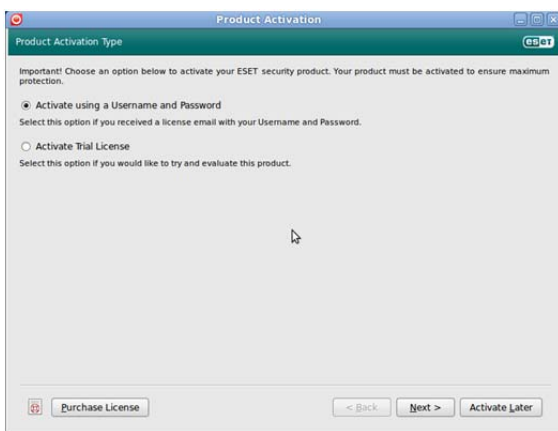 Product Activation
Product Activation Type
eset
Important! Choose an option below to activate your ESET security product. Your product must be activated to ensure maximum
protection.
Activate using a Username and Password
Select this option if you received a license email with your Username and Password.
Activate Trial License
Select this option if you would like to try and evaluate this product.
Purchase License
< Back
Next >
Activate Later